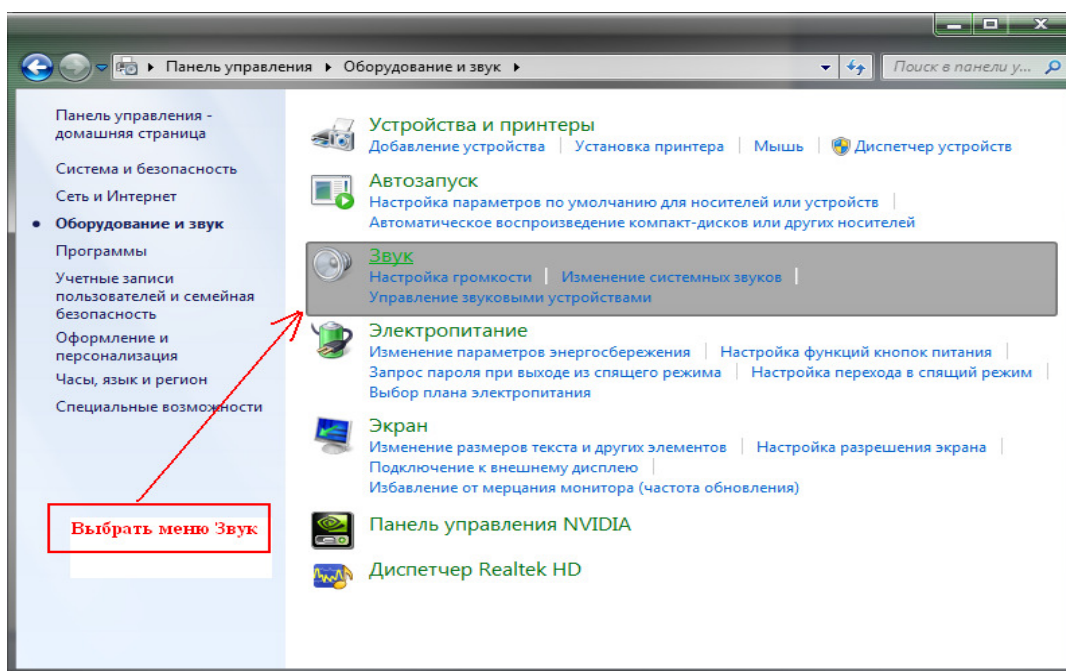 Панель управления ▸ Оборудование и звук ▸
Поиск в панели у...
Панель управления -
домашняя страница
Система и безопасность
Сеть и Интернет
• Оборудование и звук
Программы
Учетные записи
пользователей и семейная
безопасность
Оформление и
персонализация
Часы, язык и регион
Специальные возможности
Выбрать меню Звук
Устройства и принтеры
Добавление устройства | Установка принтера | Мышь | Диспетчер устройств
Автозапуск
Настройка параметров по умолчанию для носителей или устройств |
Автоматическое воспроизведение компакт-дисков или других носителей
Звук
Настройка громкости | Изменение системных звуков |
Управление звуковыми устройствами
Электропитание
Изменение параметров энергосбережения | Настройка функций кнопок питания |
Запрос пароля при выходе из спящего режима | Настройка перехода в спящий режим |
Выбор плана электропитания
Экран
Изменение размеров текста и других элементов | Настройка разрешения экрана |
Подключение к внешнему дисплею |
Избавление от мерцания монитора (частота обновления)
Панель управления NVIDIA
Диспетчер Realtek HD